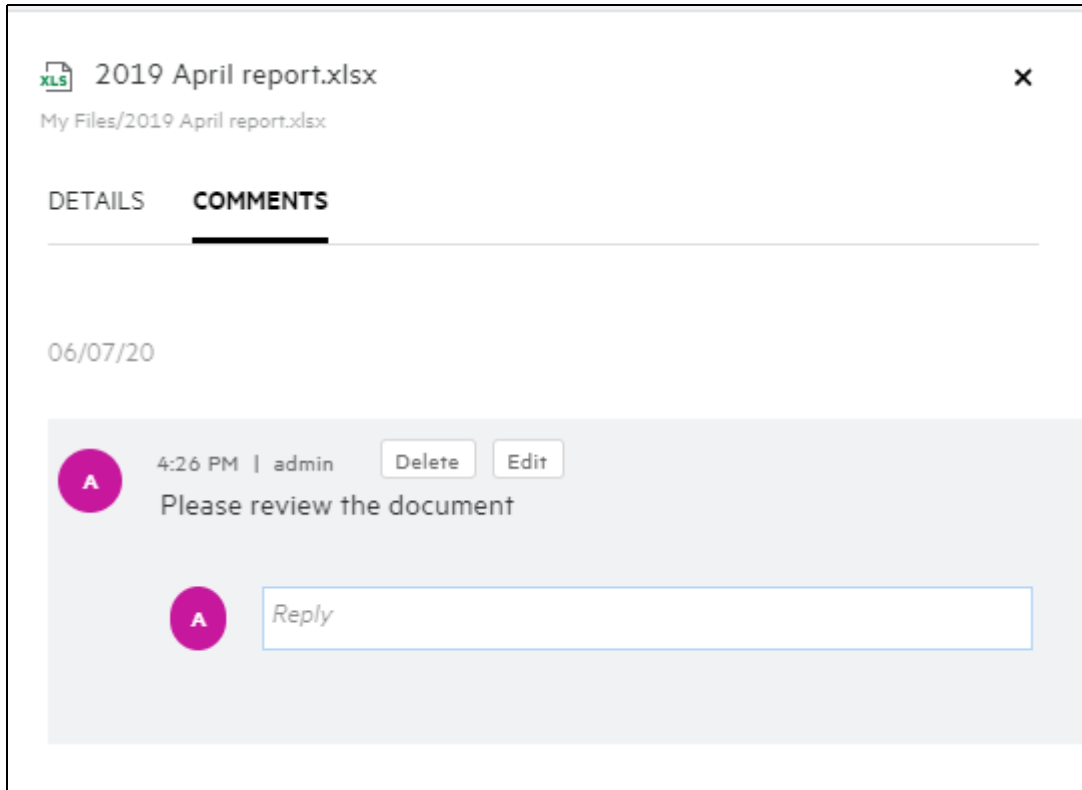 XLS 2019 April report.xlsx ×
My Files/2019 April report.xlsx
DETAILS COMMENTS
06/07/20
A 4:26 PM | admin Delete Edit
Please review the document
A Reply